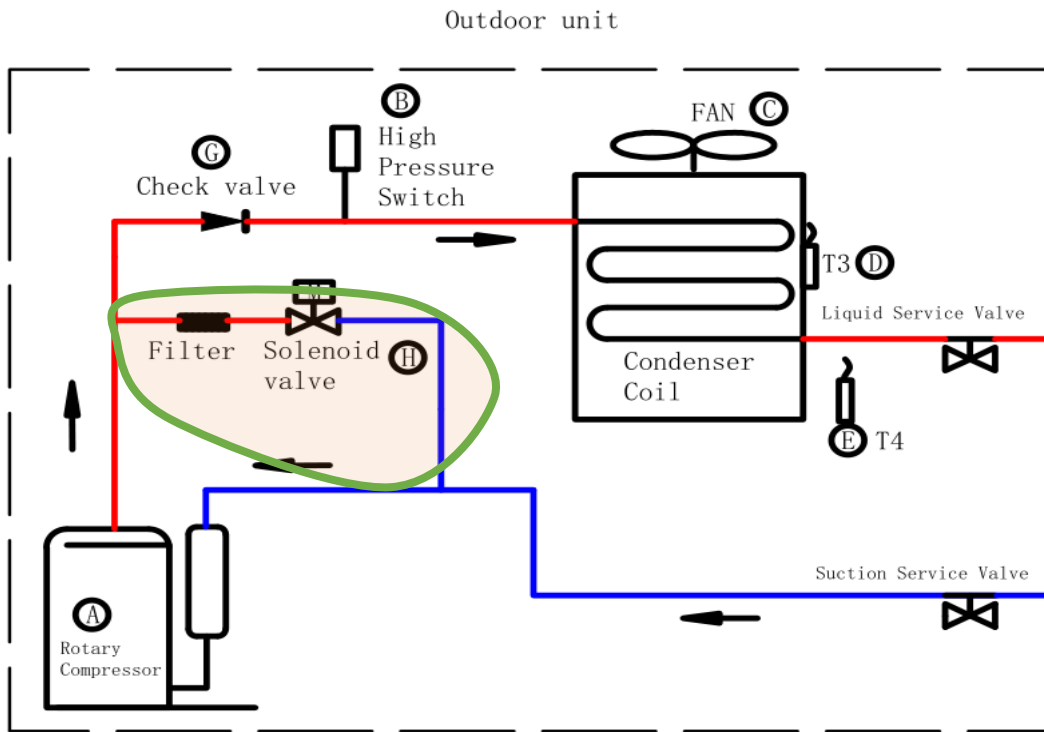 Outdoor unit
B
High
Pressure
Switch
FAN C
G
Check valve
T3 D
M
Liquid Service Valve
Filter
Solenoid
valve
H
Condenser
Coil
E T4
Suction Service Valve
A
Rotary
Compressor